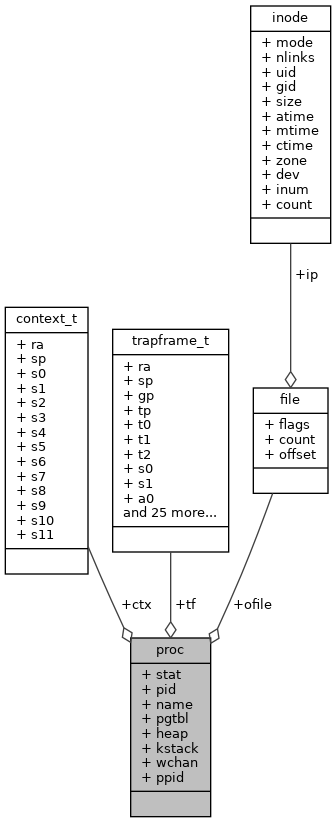 inode
+ mode
+ nlinks
+ uid
+ gid
+ size
+ atime
+ mtime
+ ctime
+ zone
+ dev
+ inum
+ count
+ip
context_t
+ ra
+ sp
+ s0
+ s1
+ s2
+ s3
+ s4
+ s5
+ s6
+ s7
+ s8
+ s9
+ s10
+ s11
trapframe_t
+ ra
+ sp
+ gp
+ tp
+ t0
+ t1
+ t2
+ s0
+ s1
+ a0
and 25 more...
file
+ flags
+ count
+ offset
+ctx
+tf
+ofile
proc
+ stat
+ pid
+ name
+ pgtbl
+ heap
+ kstack
+ wchan
+ ppid